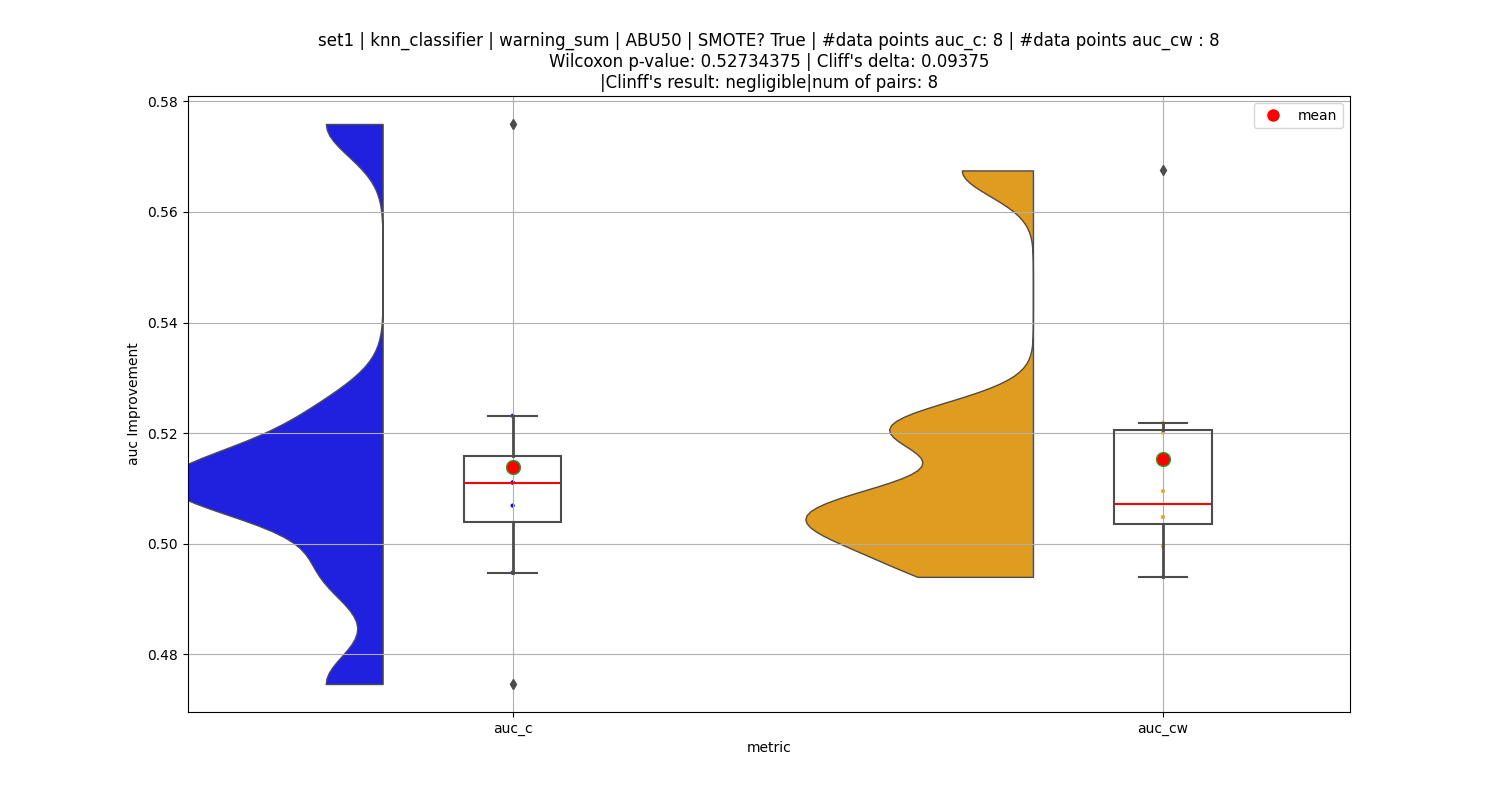 set1 | knn_classifier | warning_sum | ABU50 | SMOTE? True | #data points auc_c: 8 | #data points auc_cw : 8
Wilcoxon p-value: 0.52734375 | Cliff's delta: 0.09375
|Clinff's result: negligible|num of pairs: 8
mean
0.58
0.56
0.54
0.52
0.50
0.48
auc Improvement
auc_c
auc_cw
metric